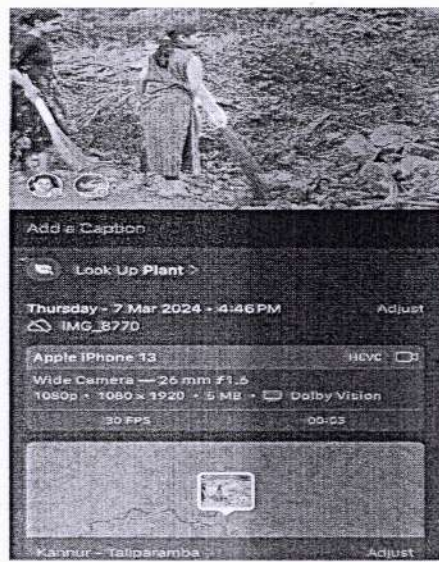 Add a Caption
Look Up Plant >
Thursday • 7 Mar 2024 • 4:46 PM Adjust
IMG_8770
Apple iPhone 13 HEVC
Wide Camera — 26 mm ƒ1.6
1080p • 1080 × 1920 • 5 MB • Dolby Vision
30 FPS 00:03
Kannur – Taliparamba Adjust